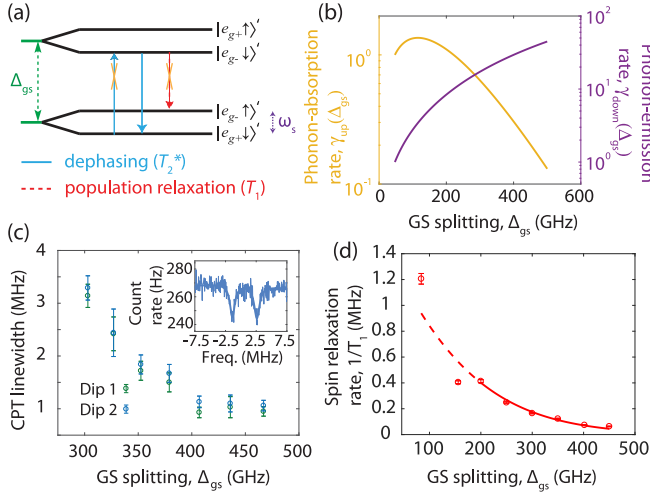 (a)
|e_g+↑⟩′
|e_g-↓⟩′
Δ_gs
|e_g-↑⟩′
|e_g+↓⟩′
ω_s
dephasing (T_2*)
population relaxation (T_1)
(b)
Phonon-absorption
rate, γ_up(Δ_gs)
10^0
10^-1
Phonon-emission
rate, γ_down(Δ_gs)
10^2
10^1
10^0
0 200 400 600
GS splitting, Δ_gs (GHz)
(c)
CPT linewidth (MHz)
4
3
2
1
Dip 1
Dip 2
Count
rate (Hz)
280
260
240
-7.5 -2.5 2.5 7.5
Freq. (MHz)
300 350 400 450 500
GS splitting, Δ_gs (GHz)
(d)
Spin relaxation
rate, 1/T_1 (MHz)
1.4
1.2
1
0.8
0.6
0.4
0.2
0
100 200 300 400 500
GS splitting, Δ_gs (GHz)